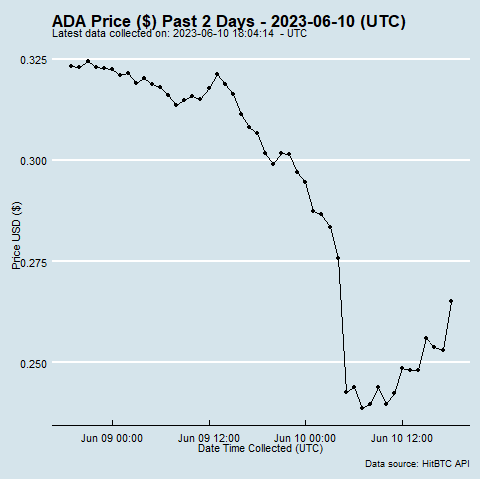 ADA Price ($) Past 2 Days - 2023-06-10 (UTC)
Latest data collected on: 2023-06-10 18:04:14 - UTC
0.325
0.300
0.275
0.250
Price USD ($)
Jun 09 00:00 Jun 09 12:00 Jun 10 00:00 Jun 10 12:00
Date Time Collected (UTC)
Data source: HitBTC API